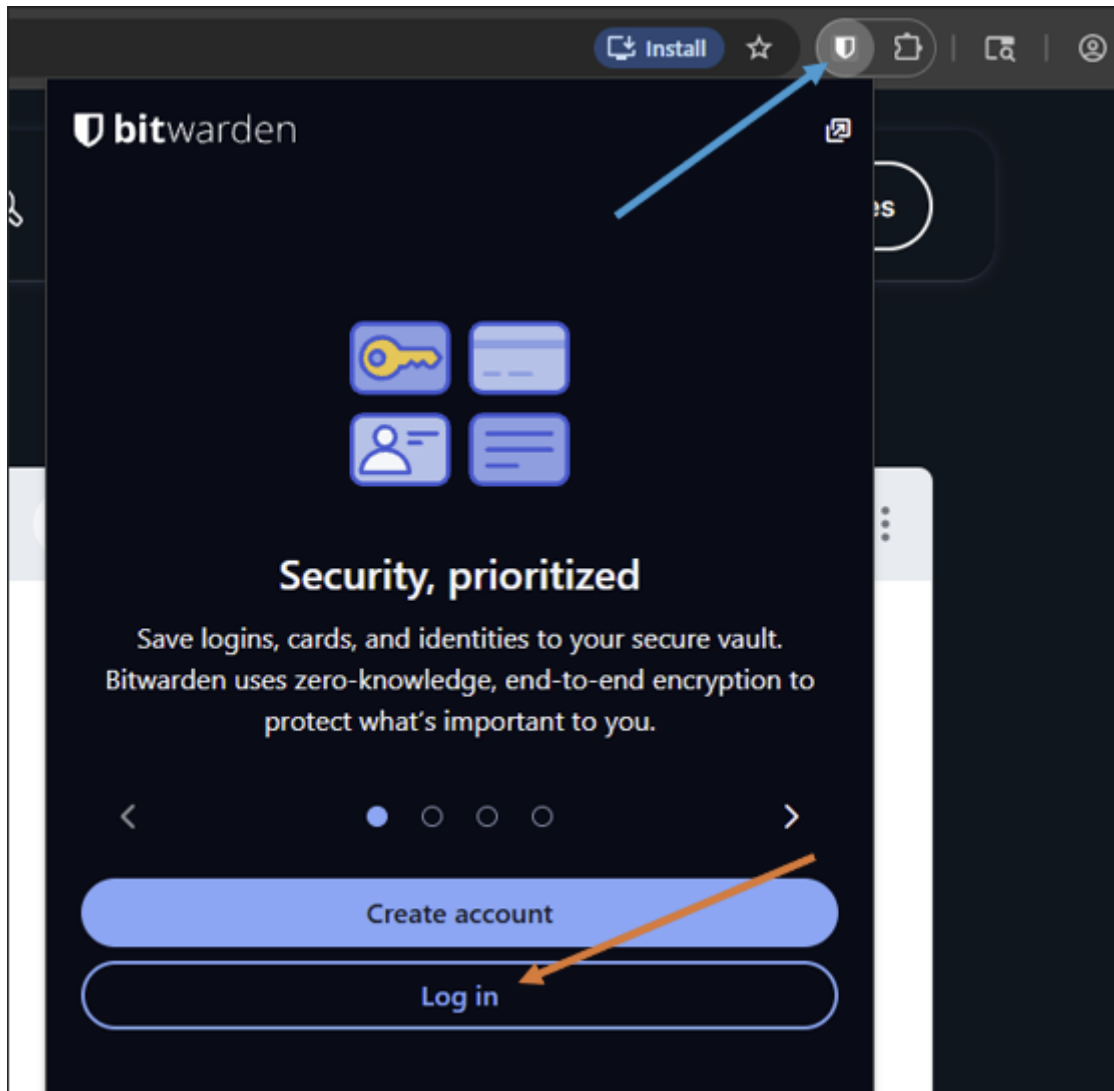 Install
bitwarden
es
Security, prioritized
Save logins, cards, and identities to your secure vault.
Bitwarden uses zero-knowledge, end-to-end encryption to
protect what's important to you.
Create account
Log in